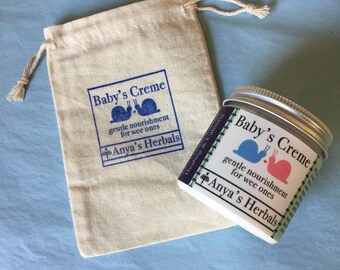 Baby's Creme
gentle nourishment
for wee ones
Anya's Herbals
Baby's Creme
gentle nourishment
for wee ones
Anya's Herbals